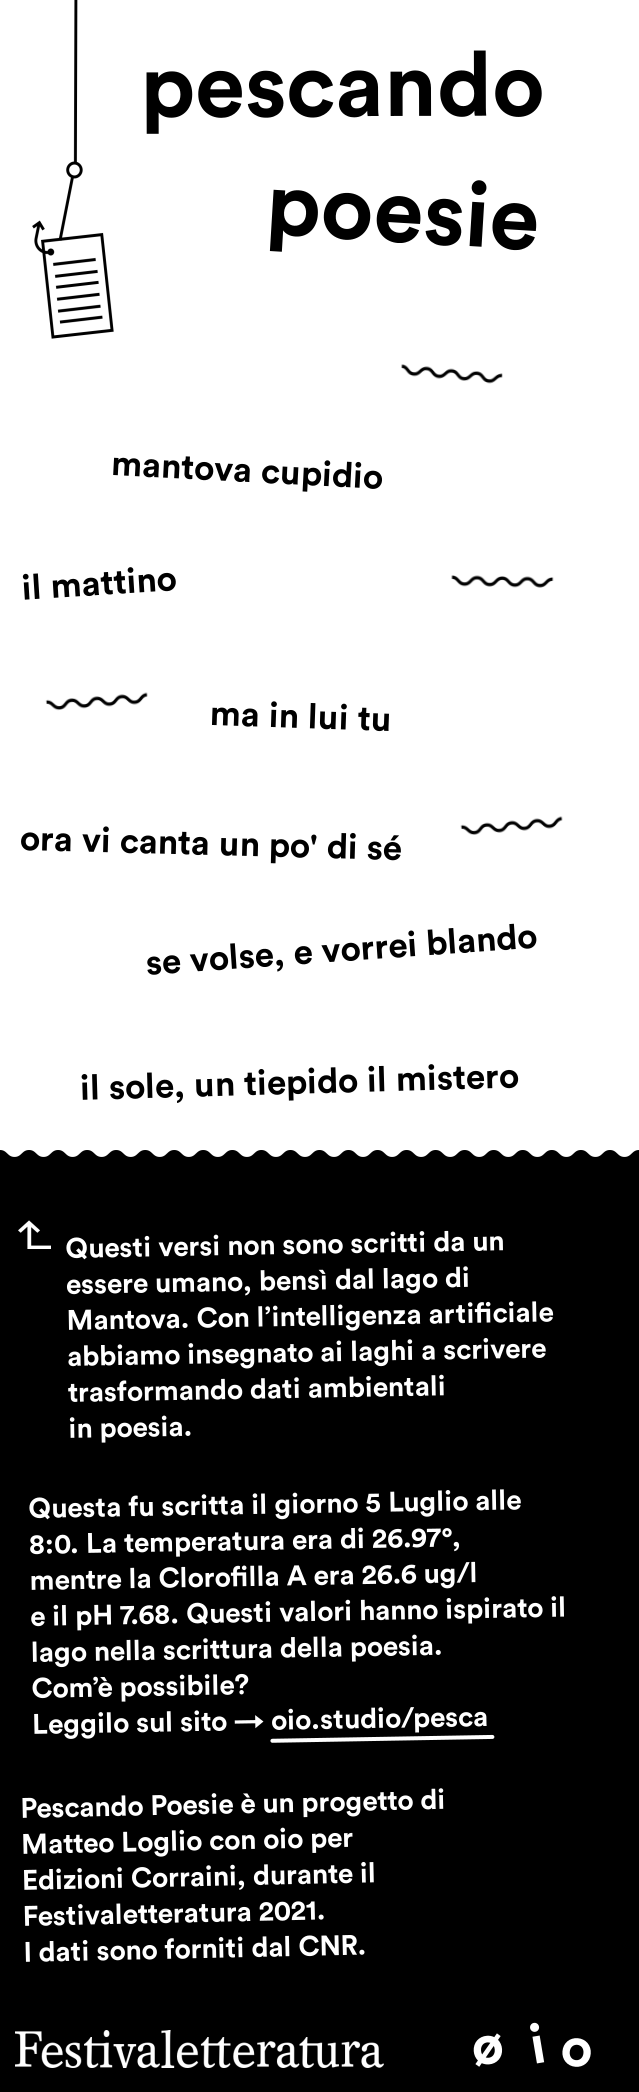 pescando
poesie
mantova cupidio
il mattino
ma in lui tu
ora vi canta un po' di sé
se volse, e vorrei blando
il sole, un tiepido il mistero
Questi versi non sono scritti da un
essere umano, bensì dal lago di
Mantova. Con l’intelligenza artificiale
abbiamo insegnato ai laghi a scrivere
trasformando dati ambientali
in poesia.
Questa fu scritta il giorno 5 Luglio alle
8:0. La temperatura era di 26.97°,
mentre la Clorofilla A era 26.6 ug/l
e il pH 7.68. Questi valori hanno ispirato il
lago nella scrittura della poesia.
Com’è possibile?
Leggilo sul sito → oio.studio/pesca
Pescando Poesie è un progetto di
Matteo Loglio con oio per
Edizioni Corraini, durante il
Festivaletteratura 2021.
I dati sono forniti dal CNR.
Festivaletteratura øio